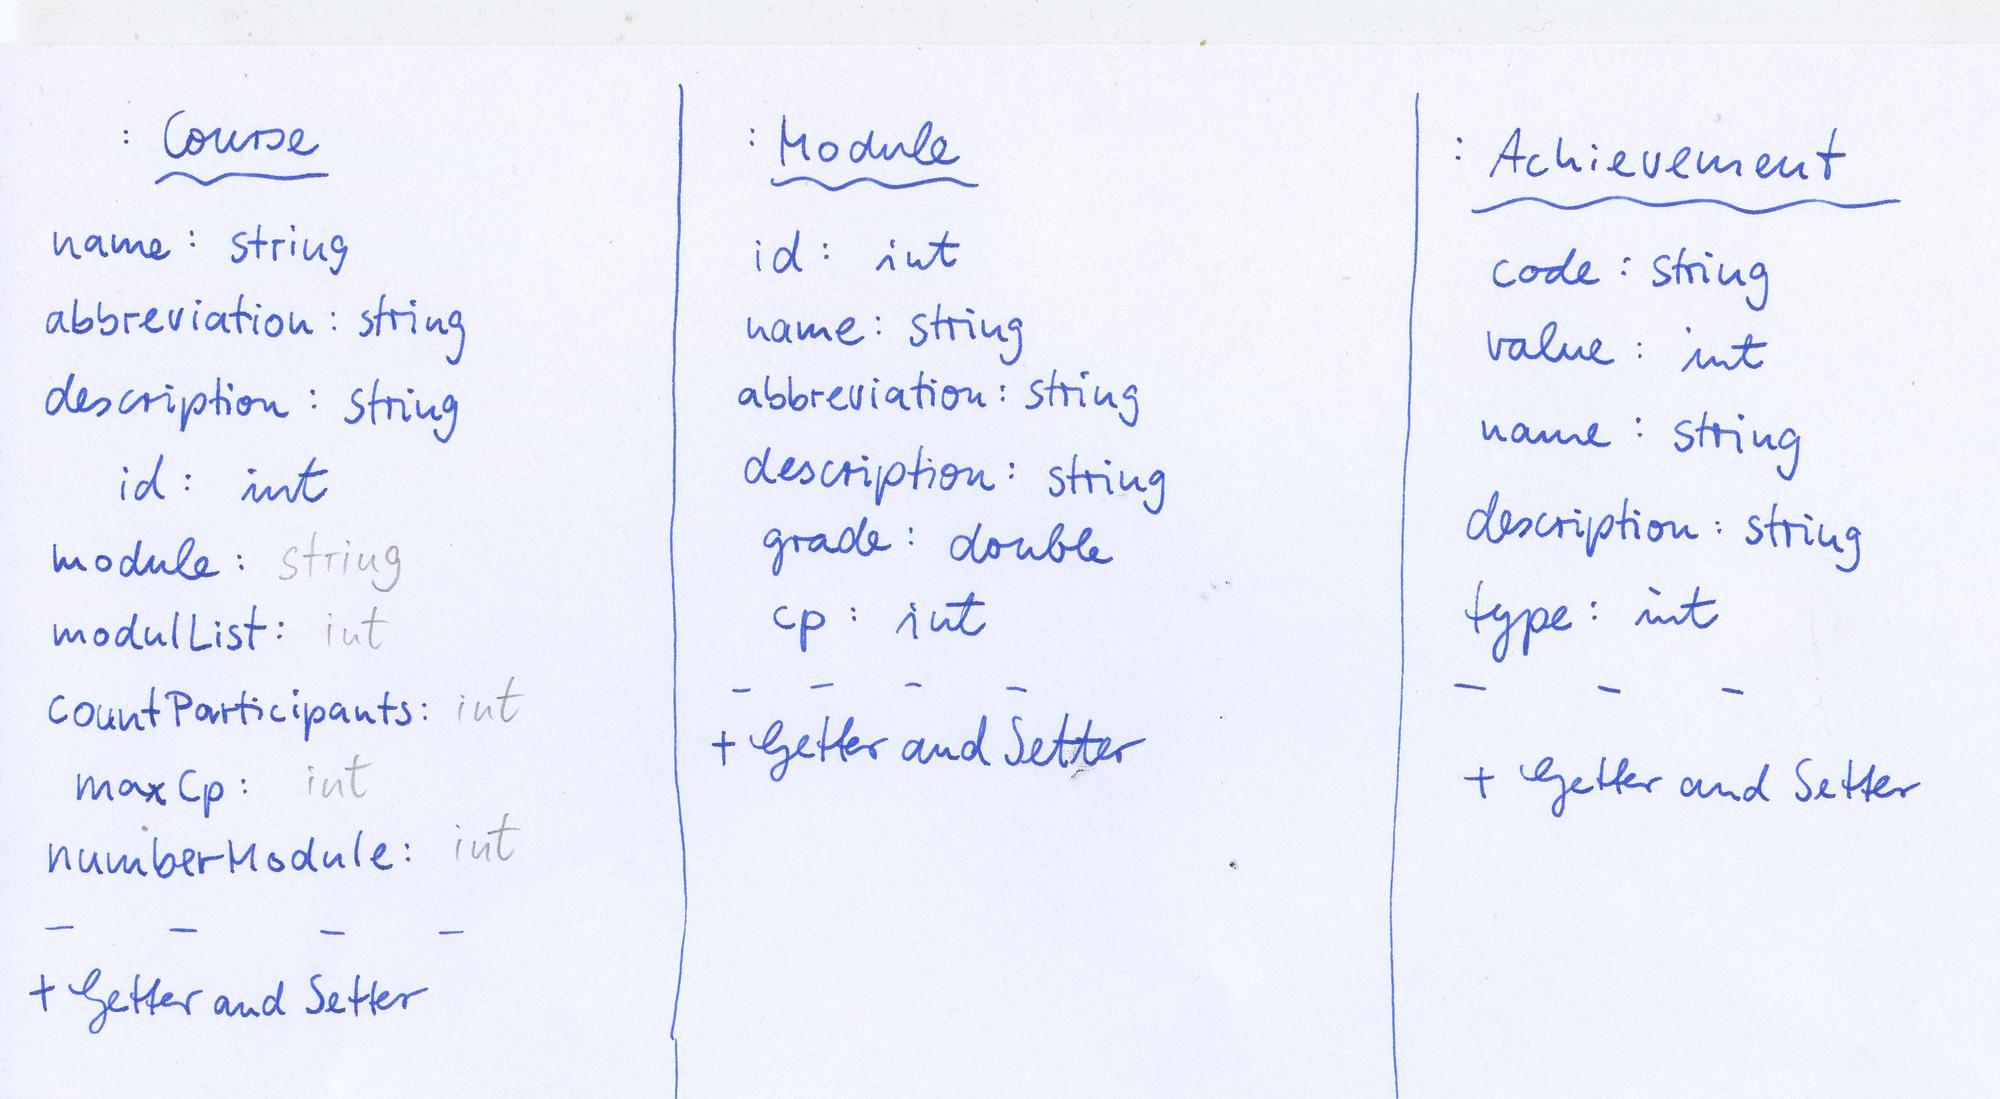 : Course
name: string
abbreviation: string
description: string
id: int
module: string
modulList: int
countParticipants: int
maxCp: int
numberModule: int
- - - -
+ Getter and Setter
: Module
id: int
name: string
abbreviation: string
description: string
grade: double
cp: int
- - - -
+ Getter and Setter
: Achievement
code: string
value: int
name: string
description: string
type: int
- - -
+ Getter and Setter